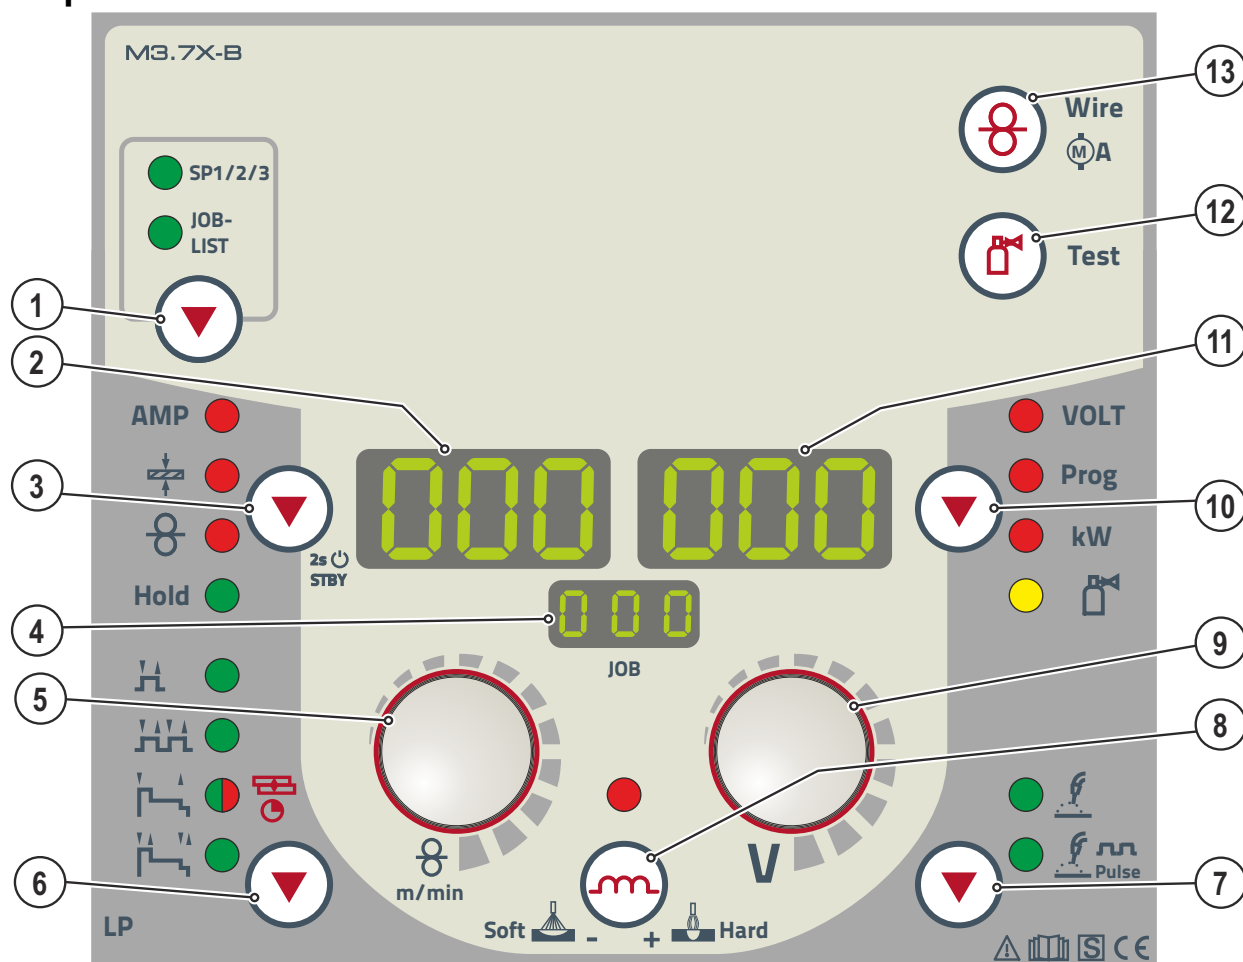 M3.7X-B
13
Wire
M A
SP1/2/3
JOB-
LIST
12
Test
1
2
11
AMP
VOLT
3
Prog
10
000
000
kW
2s
STBY
Hold
4
000
JOB
9
5
8
6
7
m/min
V
Pulse
Soft
- +
Hard
LP
S CE